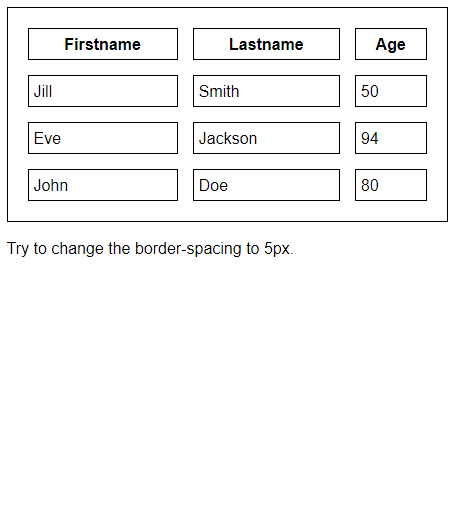 Firstname Lastname Age
Jill Smith 50
Eve Jackson 94
John Doe 80
Try to change the border-spacing to 5px.